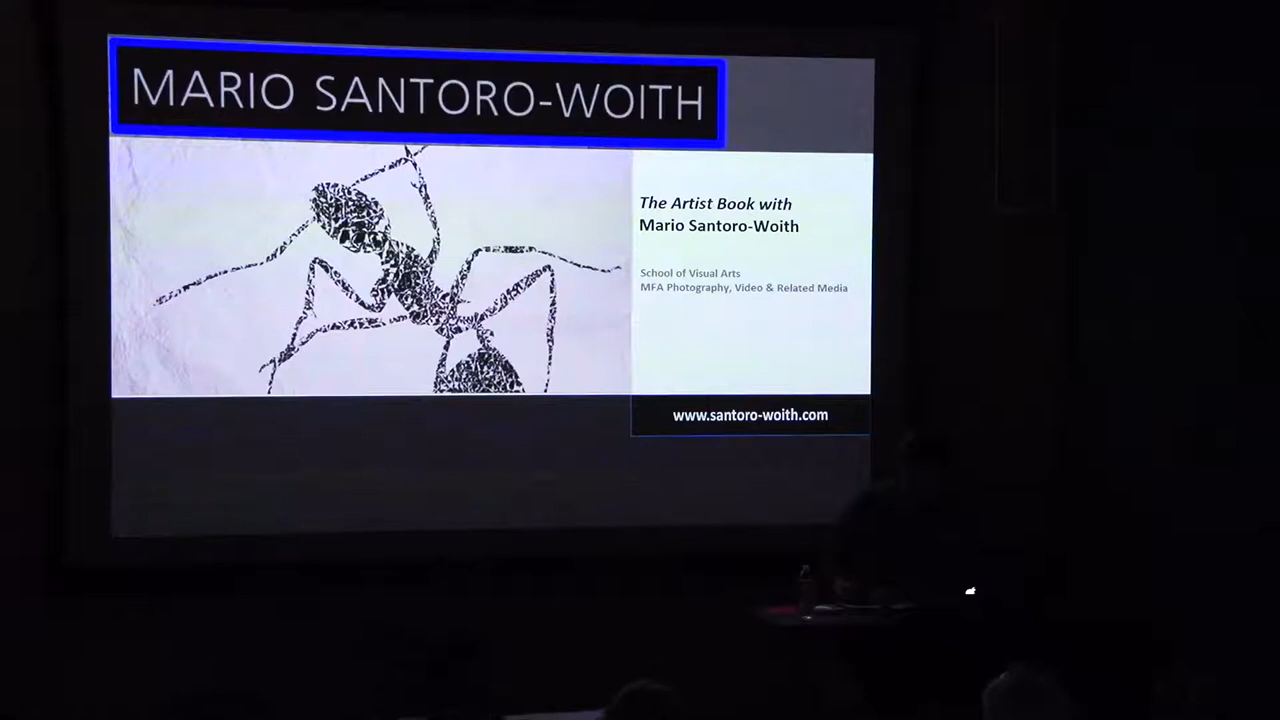 MARIO SANTORO-WOITH
The Artist Book with
Mario Santoro-Woith
School of Visual Arts
MFA Photography, Video & Related Media
www.santoro-woith.com